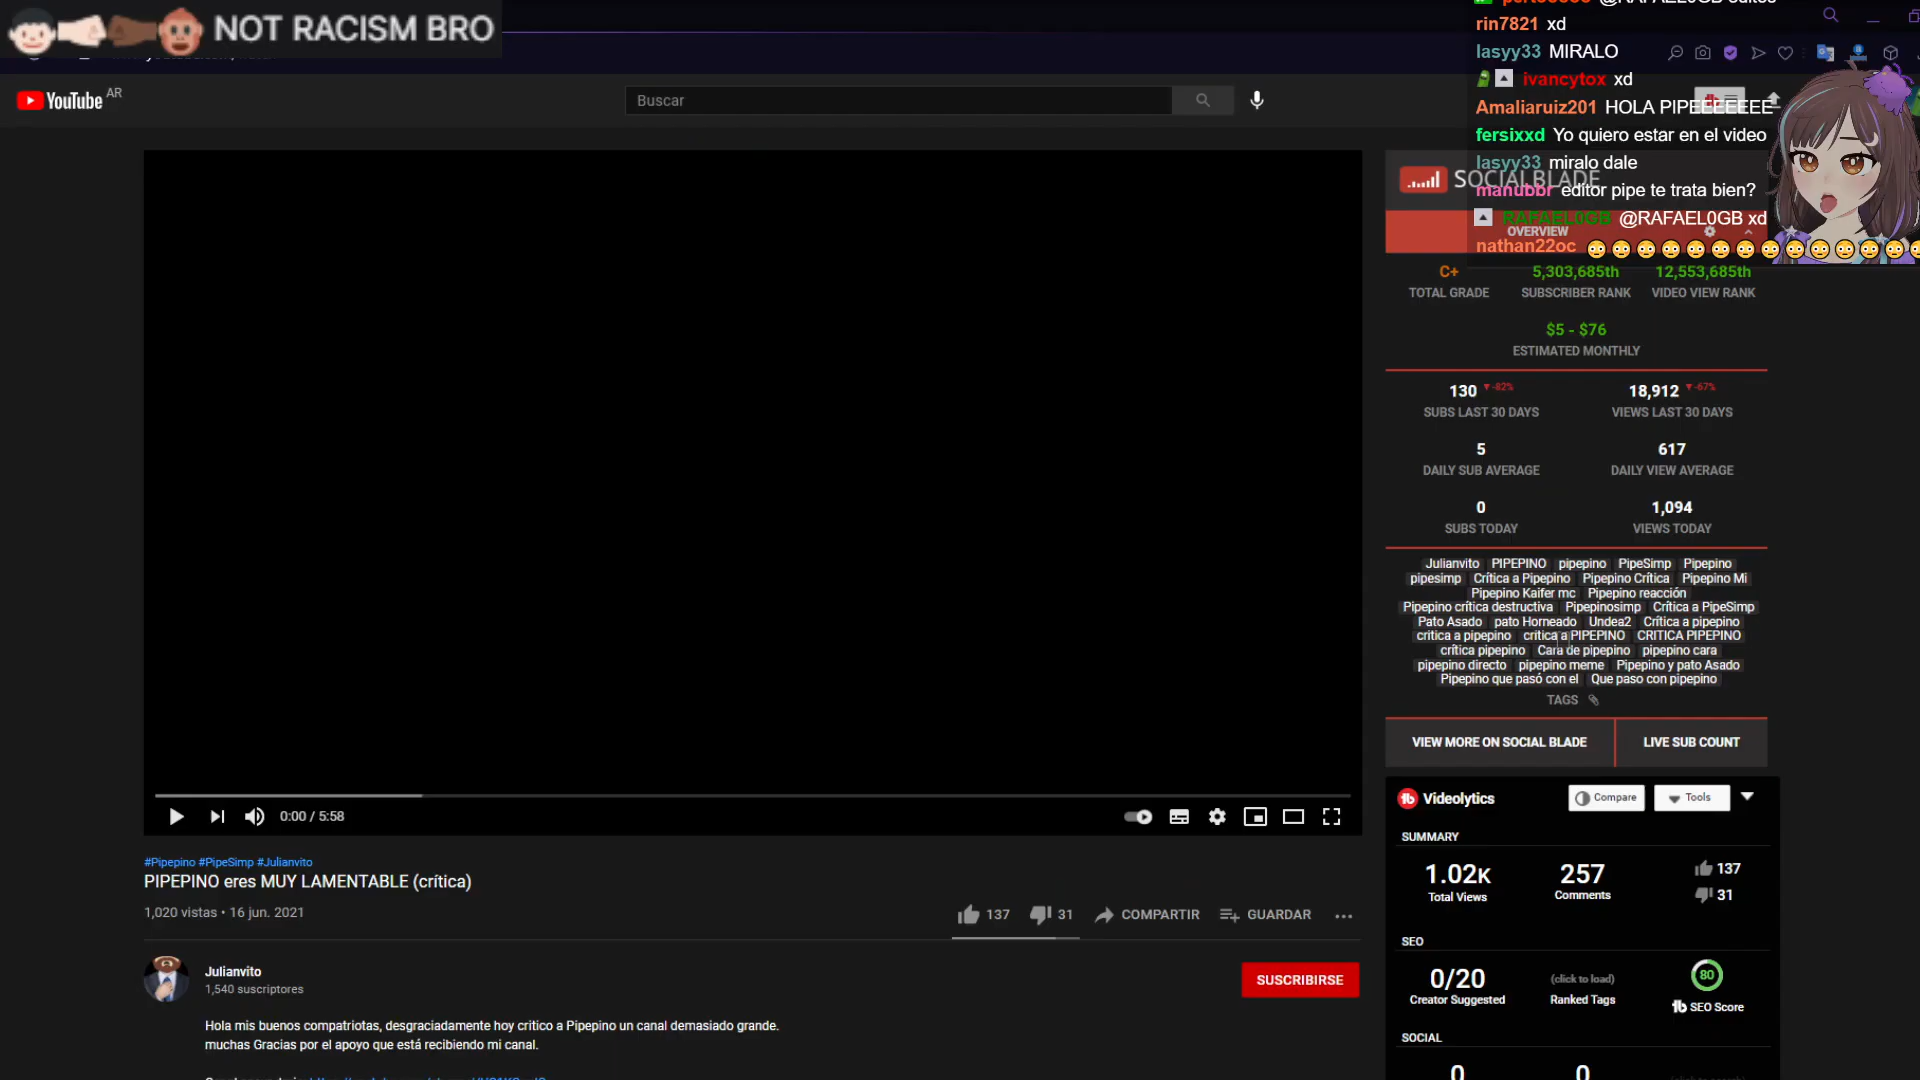 NOT RACISM BRO
rin7821 xd
lasyy33 MIRALO
ivancytox xd
Amaliaruiz201 HOLA PIPEEEEEEE
fersixxd Yo quiero estar en el video
lasyy33 miralo dale
manubbr editor pipe te trata bien?
RAFAEL0GB @RAFAEL0GB xd
nathan22oc 😳😳😳😳😳😳😳😳😳😳😳😳😳😳
YouTube AR
Buscar
SOCIALBLADE
OVERVIEW
C+ 5,303,685th 12,553,685th
TOTAL GRADE SUBSCRIBER RANK VIDEO VIEW RANK
$5 - $76
ESTIMATED MONTHLY
130 ▼-82% 18,912 ▼-67%
SUBS LAST 30 DAYS VIEWS LAST 30 DAYS
5 617
DAILY SUB AVERAGE DAILY VIEW AVERAGE
0 1,094
SUBS TODAY VIEWS TODAY
Julianvito PIPEPINO pipepino PipeSimp Pipepino
pipesimp Crítica a Pipepino Pipepino Crítica Pipepino Mi
Pipepino Kaifer mc Pipepino reacción
Pipepino crítica destructiva Pipepinosimp Crítica a PipeSimp
Pato Asado pato Horneado Undea2 Crítica a pipepino
critica a pipepino critica a PIPEPINO CRITICA PIPEPINO
crítica pipepino Cara de pipepino pipepino cara
pipepino directo pipepino meme Pipepino y pato Asado
Pipepino que pasó con el Que paso con pipepino
TAGS
VIEW MORE ON SOCIAL BLADE LIVE SUB COUNT
Videolytics Compare Tools
SUMMARY
1.02K 257 137
Total Views Comments 31
SEO
0/20 (click to load) 80
Creator Suggested Ranked Tags SEO Score
SOCIAL
0 0
0:00 / 5:58
#Pipepino #PipeSimp #Julianvito
PIPEPINO eres MUY LAMENTABLE (crítica)
1,020 vistas • 16 jun. 2021
137 31 COMPARTIR GUARDAR
Julianvito
1,540 suscriptores
SUSCRIBIRSE
Hola mis buenos compatriotas, desgraciadamente hoy critico a Pipepino un canal demasiado grande.
muchas Gracias por el apoyo que está recibiendo mi canal.